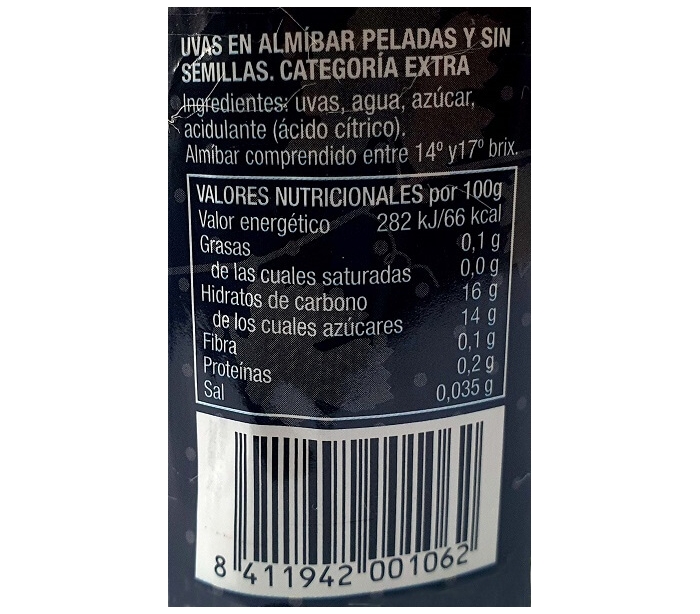 UVAS EN ALMÍBAR PELADAS Y SIN
SEMILLAS. CATEGORÍA EXTRA
Ingredientes: uvas, agua, azúcar,
acidulante (ácido cítrico).
Almíbar comprendido entre 14º y17º brix.
VALORES NUTRICIONALES por 100g
Valor energético 282 kJ/66 kcal
Grasas 0,1 g
de las cuales saturadas 0,0 g
Hidratos de carbono 16 g
de los cuales azúcares 14 g
Fibra 0,1 g
Proteínas 0,2 g
Sal 0,035 g
8 411942 001062